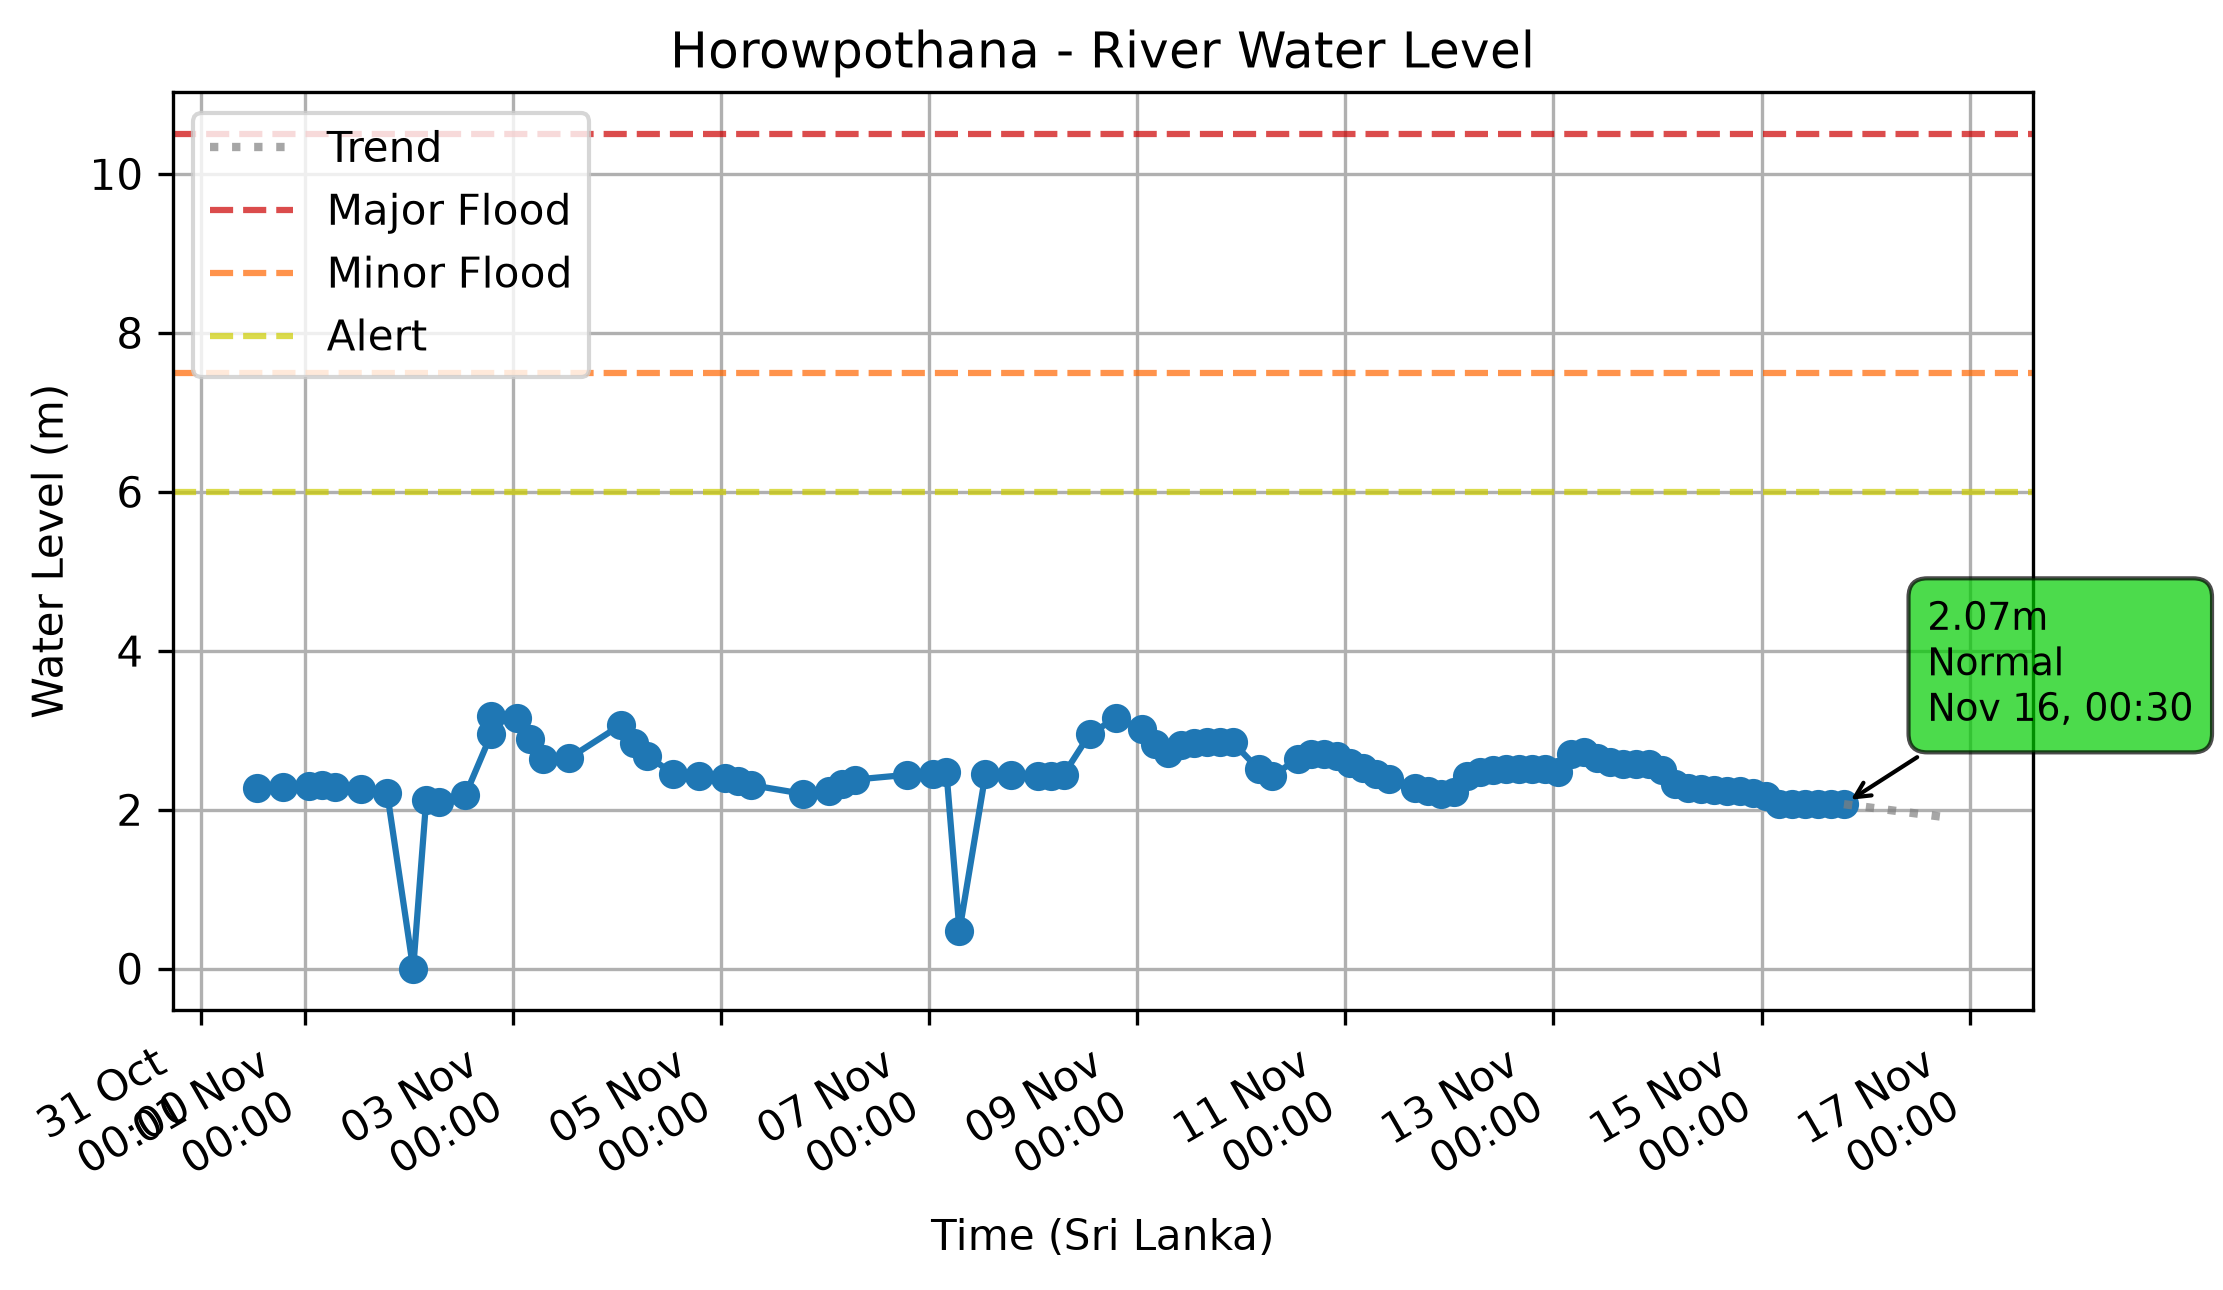 Horowpothana - River Water Level
Trend
Major Flood
Minor Flood
Alert
10
8
6
4
2
0
Water Level (m)
2.07m
Normal
Nov 16, 00:30
31 Oct
00:00
01 Nov
00:00
03 Nov
00:00
05 Nov
00:00
07 Nov
00:00
09 Nov
00:00
11 Nov
00:00
13 Nov
00:00
15 Nov
00:00
17 Nov
00:00
Time (Sri Lanka)